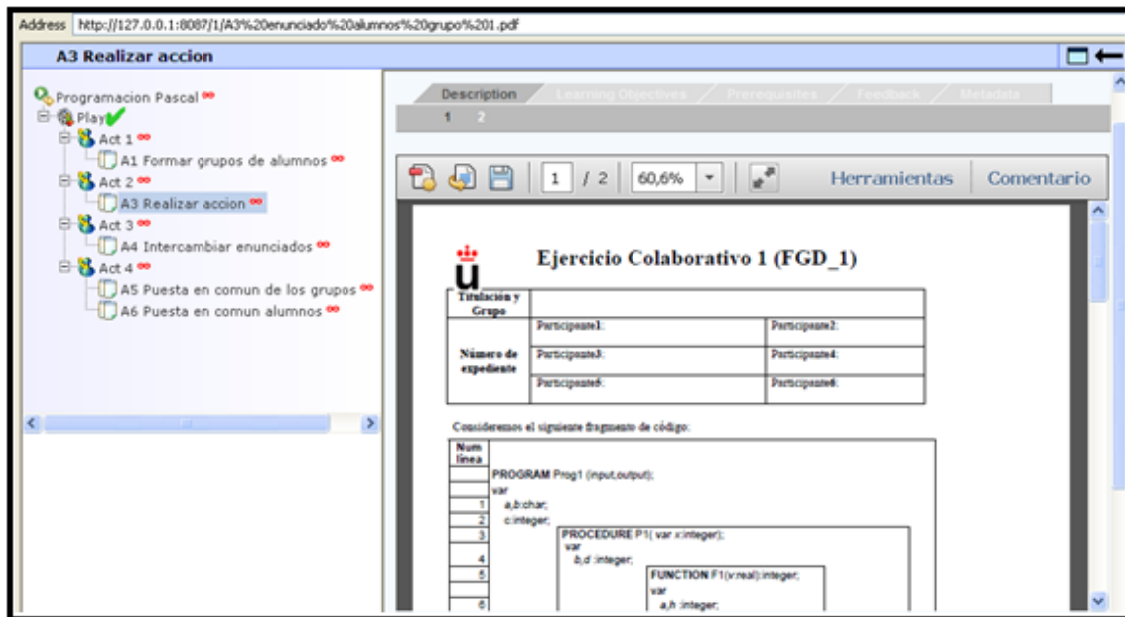 Address http://127.0.0.1:8087/1/A3%20enunciado%20alumnos%20grupo%201.pdf
A3 Realizar accion
Programacion Pascal
Play
Act 1
A1 Formar grupos de alumnos
Act 2
A3 Realizar accion
Act 3
A4 Intercambiar enunciados
Act 4
A5 Puesta en comun de los grupos
A6 Puesta en comun alumnos
Description / Learning Objectives / Prerequisites / Feedback / Metadata
1 2
1 / 2 60,6% Herramientas Comentario
ü
Ejercicio Colaborativo 1 (FGD_1)
Titulación y
Grupo
Participante1: Participante2:
Número de
expediente
Participante3: Participante4:
Participante5: Participante6:
Consideremos el siguiente fragmento de código:
Num
línea
PROGRAM Prog1 (input,output);
var
1 a,b:char;
2 c:integer;
3 PROCEDURE P1( var x:integer);
var
4 b,d :integer;
5 FUNCTION F1(v:real):integer;
var
6 a,h :integer;